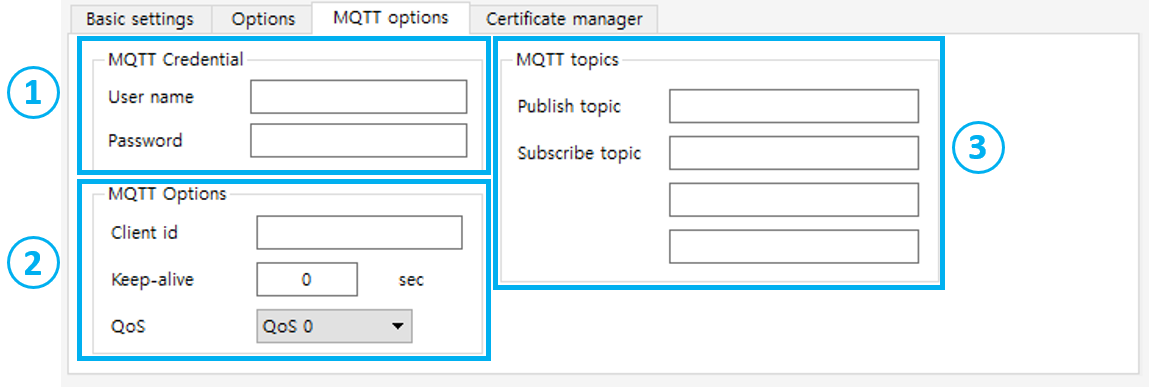 Basic settings Options MQTT options Certificate manager
1
MQTT Credential
User name
Password
2
MQTT Options
Client id
Keep-alive 0 sec
QoS QoS 0
MQTT topics
Publish topic
Subscribe topic
3